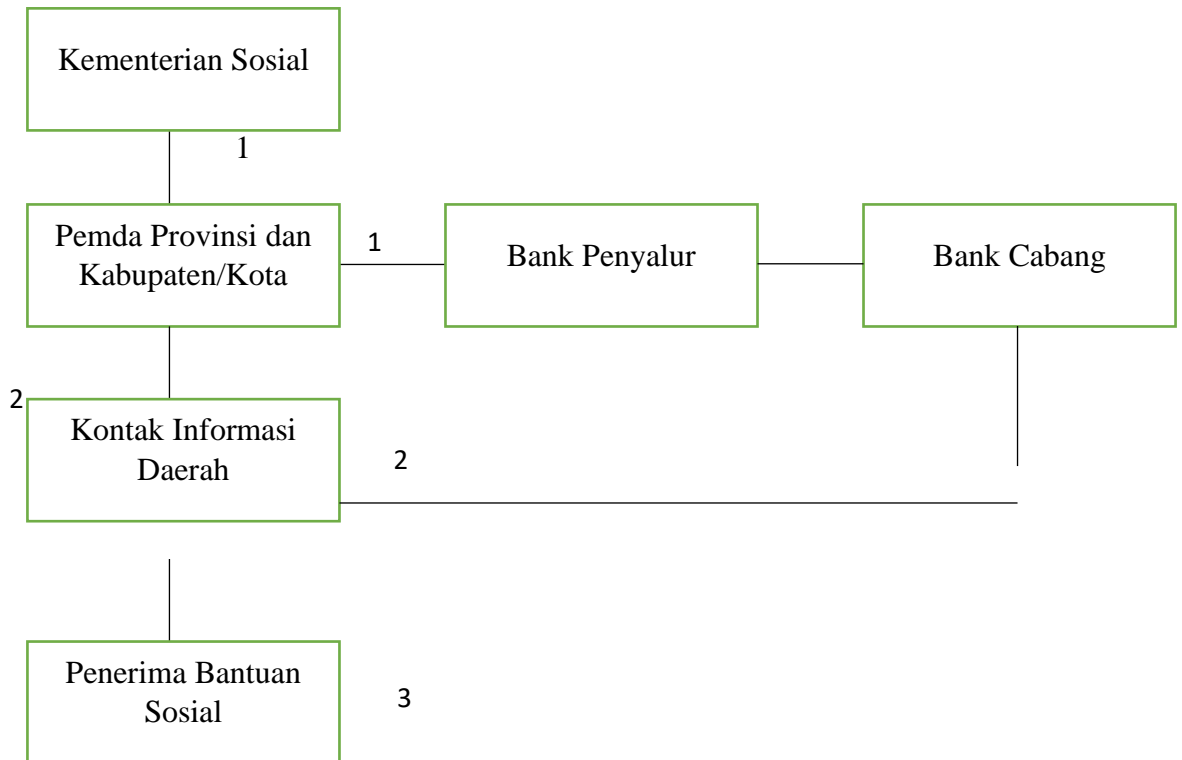 Kementerian Sosial
1
Pemda Provinsi dan
Kabupaten/Kota
1
Bank Penyalur
Bank Cabang
2
Kontak Informasi
Daerah
2
Penerima Bantuan
Sosial
3